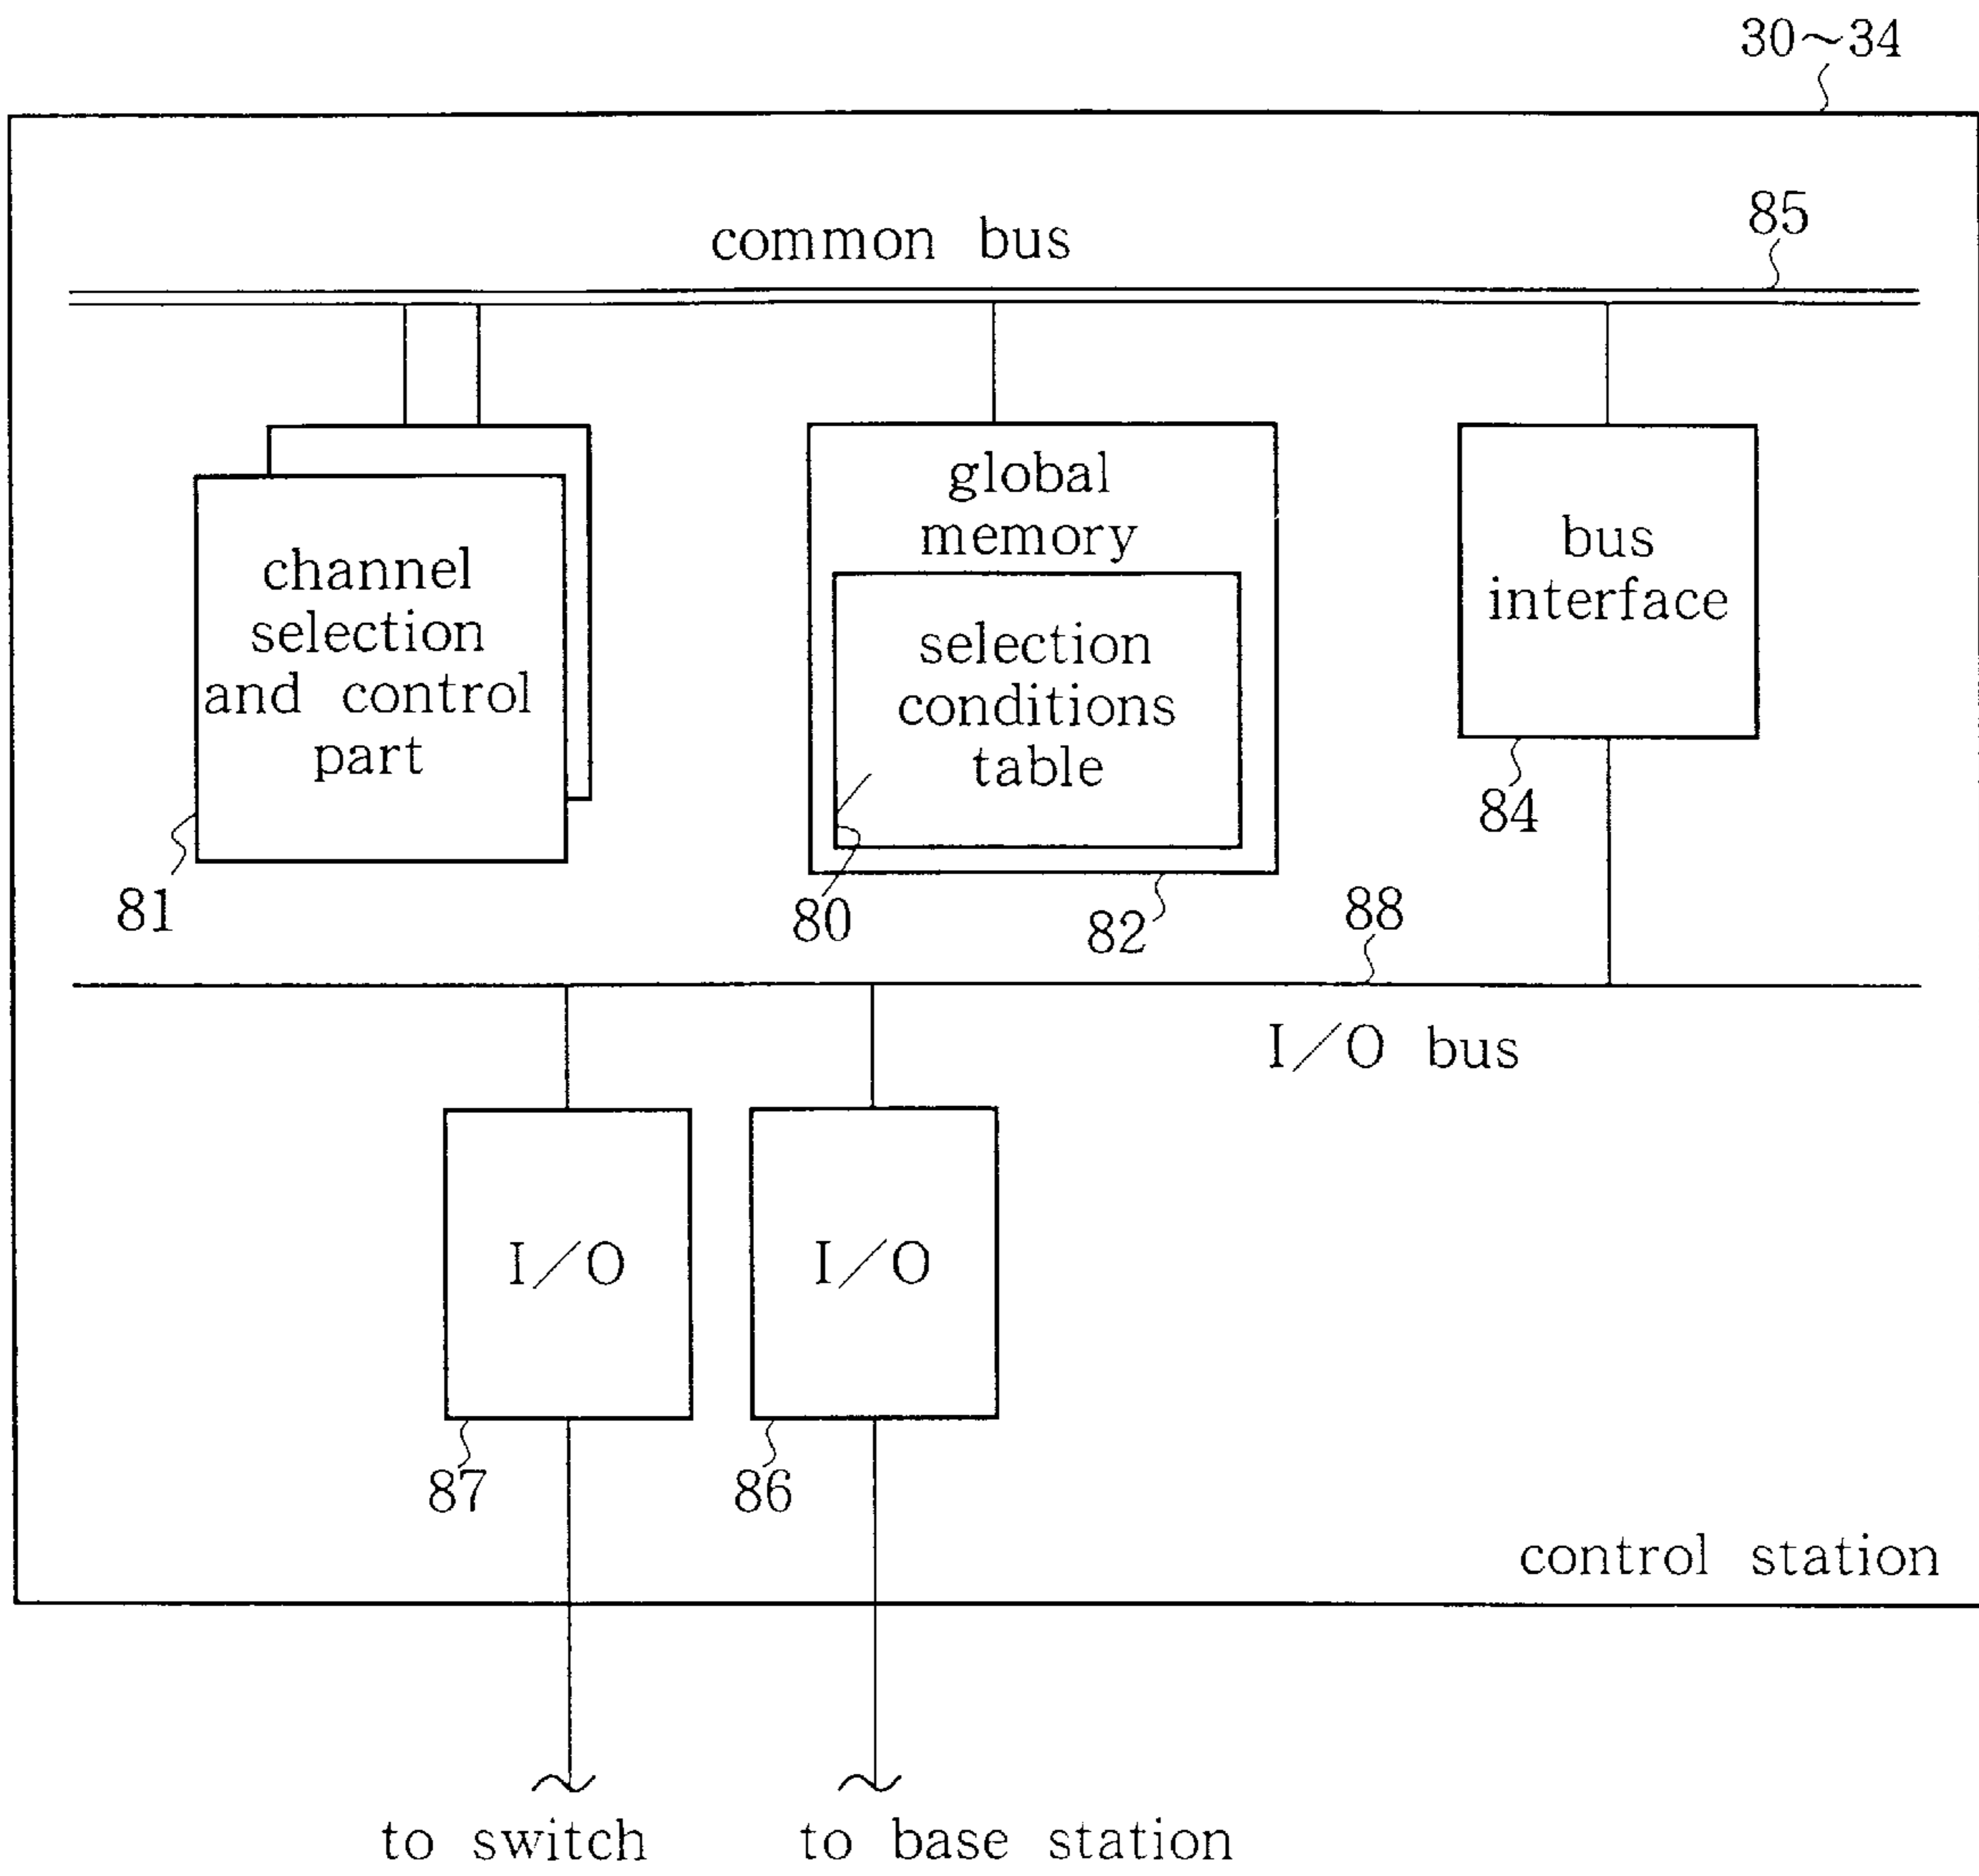 30~34
common bus
85
channel
selection
and control
part
81
global
memory
selection
conditions
table
80
82
bus
interface
84
88
I/O bus
I/O
I/O
87
86
control station
to switch
to base station